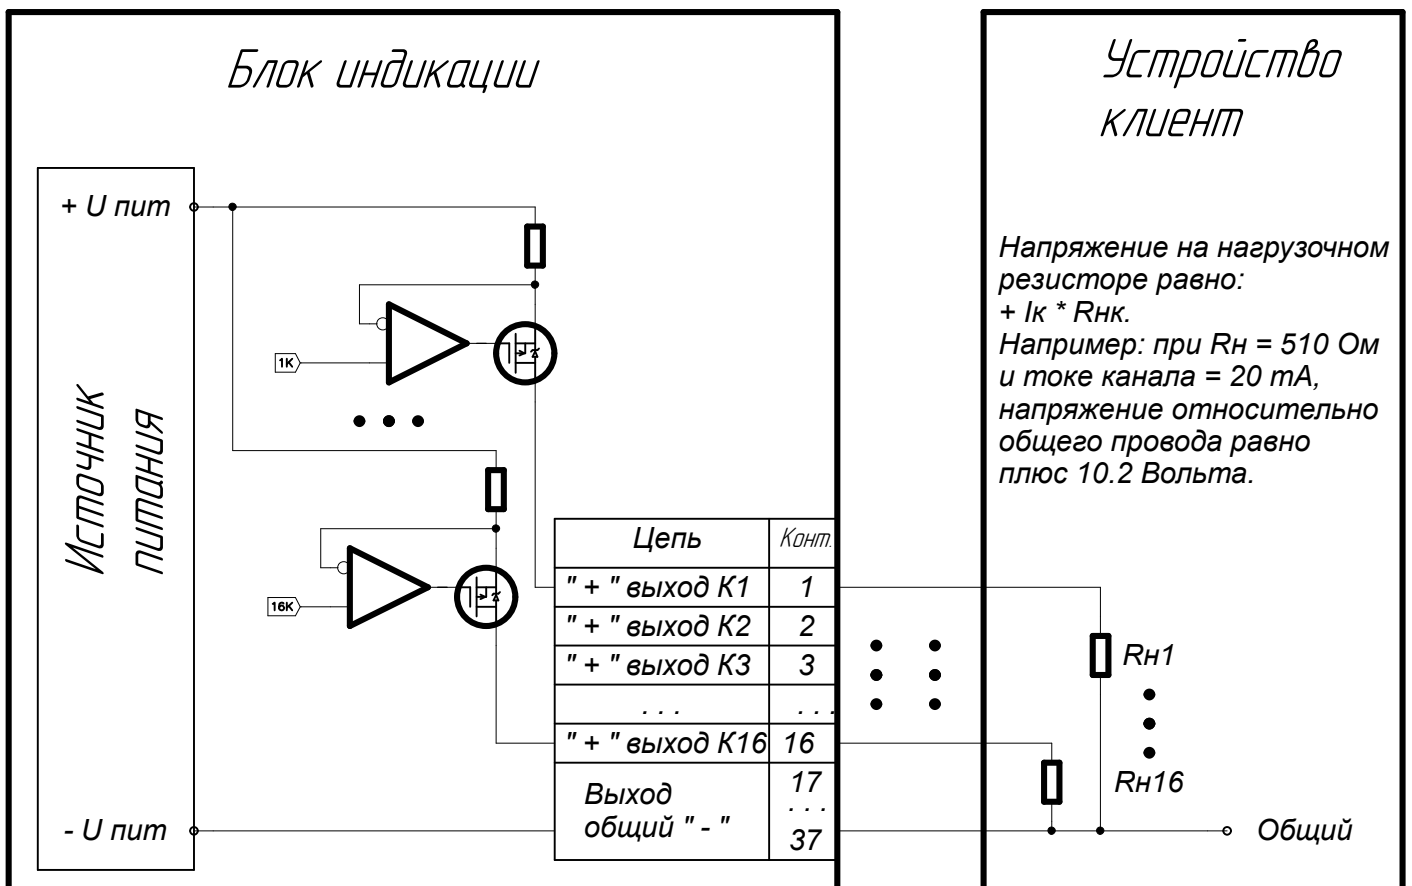 Блок индикации
Устройство
клиент
+ U пит
Источник
питания
- U пит
1K
16K
Напряжение на нагрузочном
резисторе равно:
+ Iк * Rнк.
Например: при Rн = 510 Ом
и токе канала = 20 mA,
напряжение относительно
общего провода равно
плюс 10.2 Вольта.
Цепь Конт.
" + " выход К1 1
" + " выход К2 2
" + " выход К3 3
. . . . . .
" + " выход К16 16
Выход
общий " - "
17
. . .
37
Rн1
Rн16
Общий